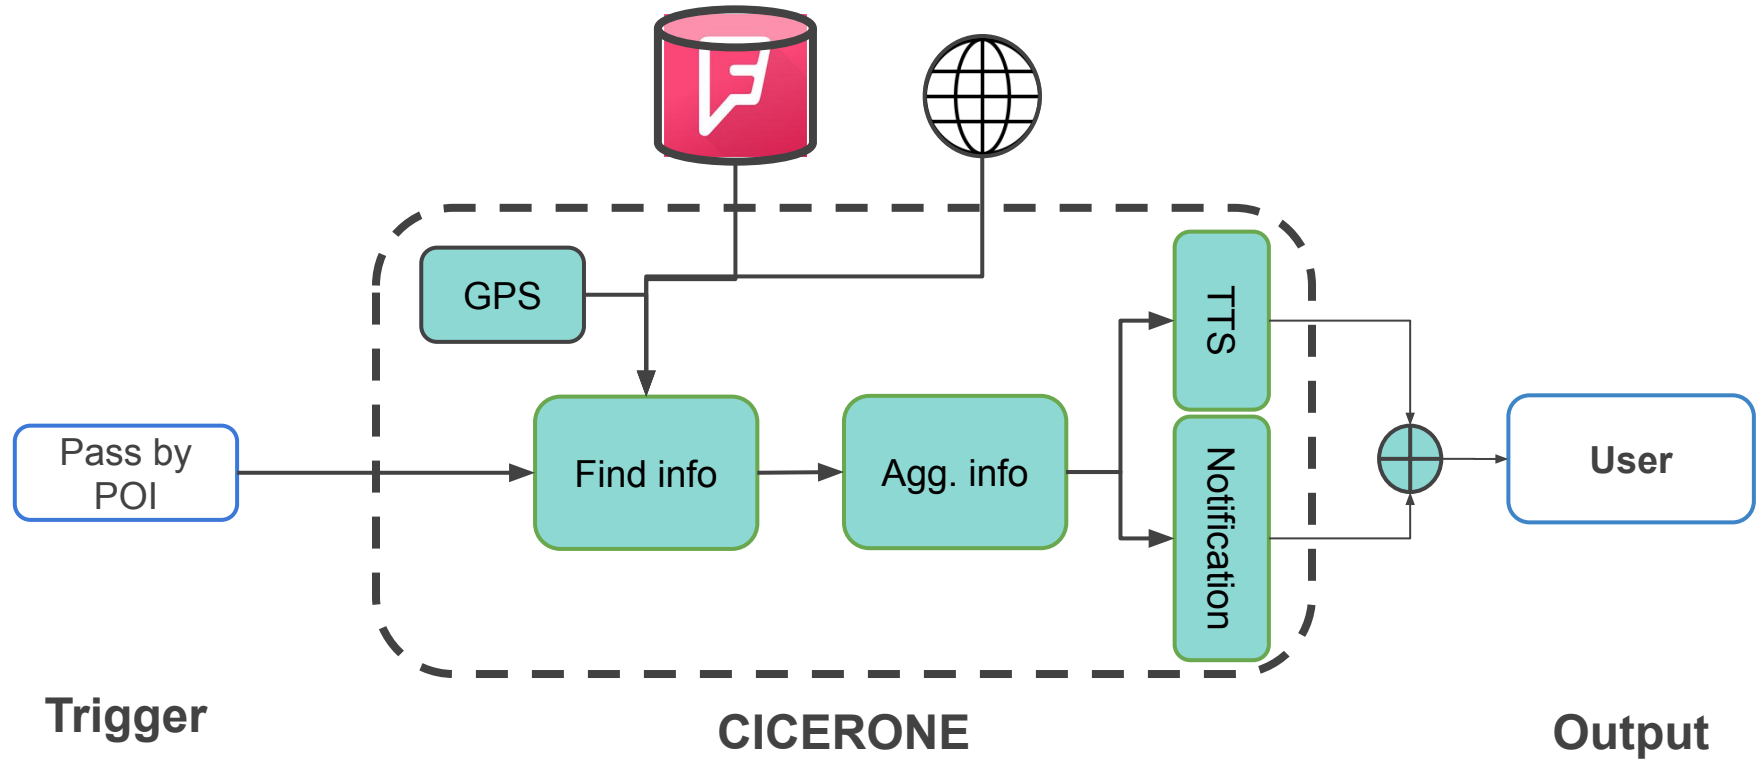 GPS
TTS
Pass by
POI
Find info
Agg. info
Notification
User
Trigger
CICERONE
Output